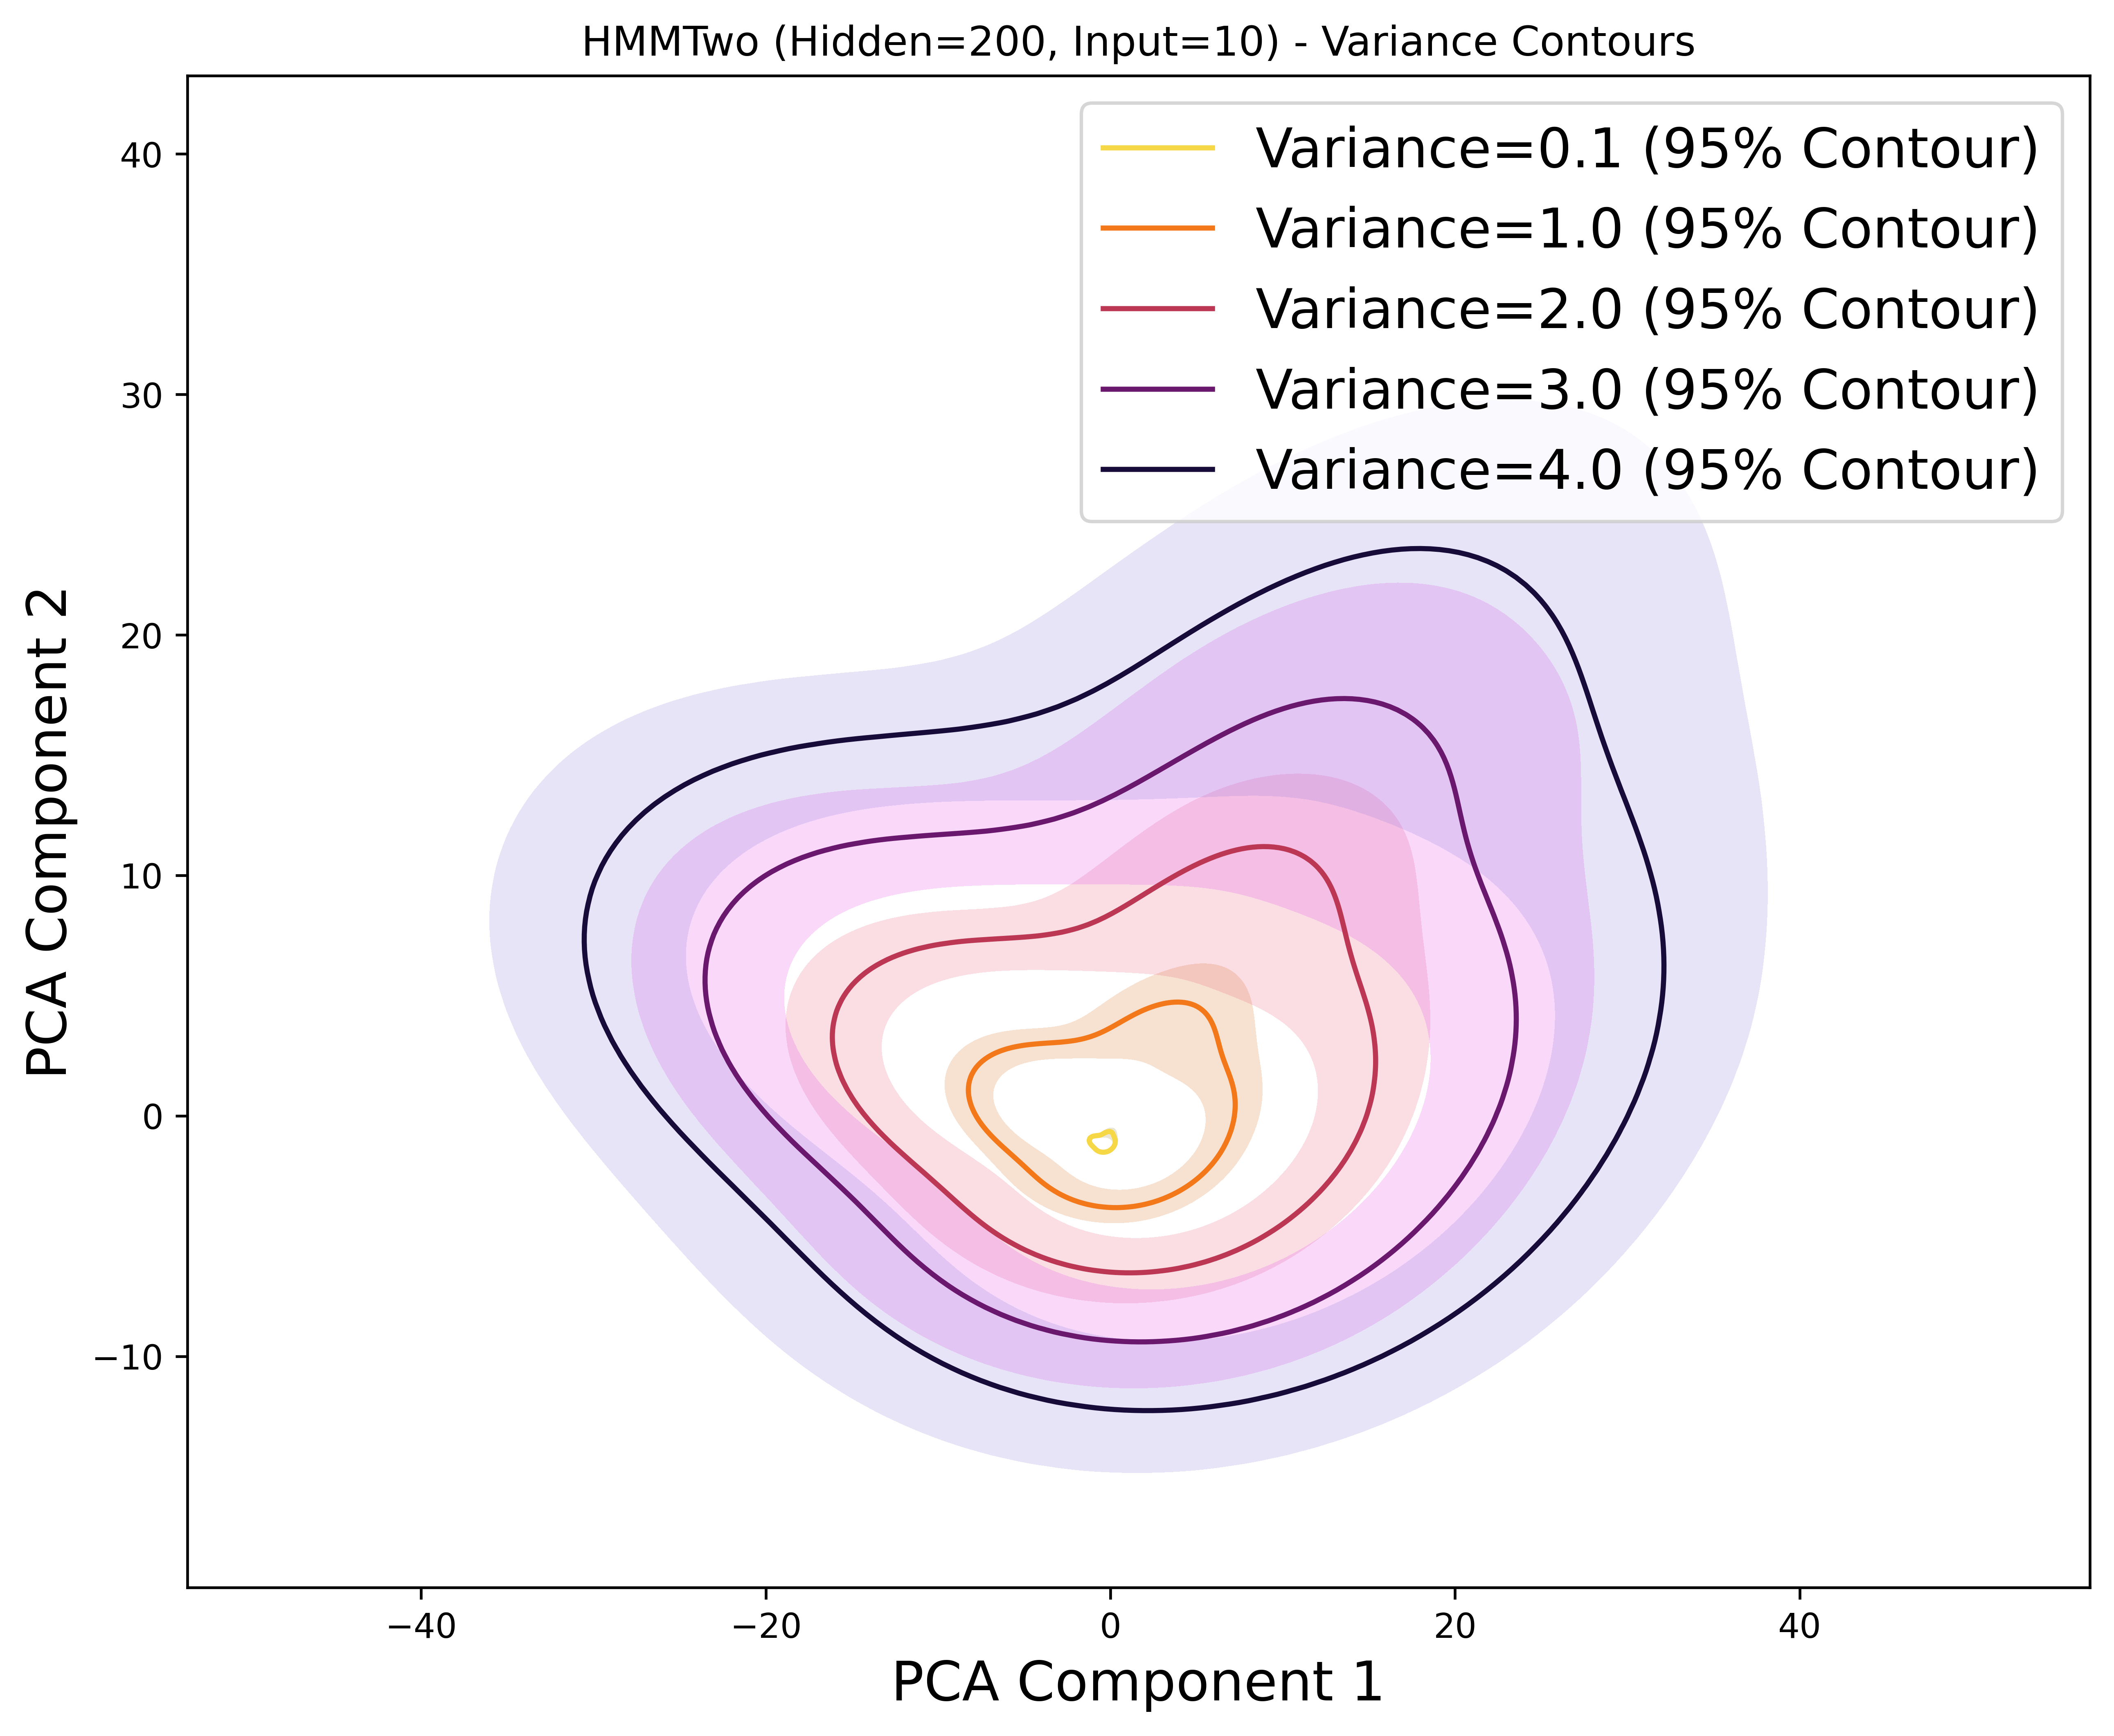 HMMTwo (Hidden=200, Input=10) - Variance Contours
Variance=0.1 (95% Contour)
Variance=1.0 (95% Contour)
Variance=2.0 (95% Contour)
Variance=3.0 (95% Contour)
Variance=4.0 (95% Contour)
PCA Component 2
40
30
20
10
0
−10
−40
−20
0
20
40
PCA Component 1